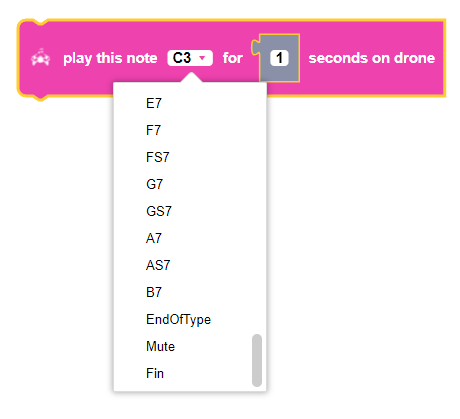 play this note C3 for 1 seconds on drone
E7
F7
FS7
G7
GS7
A7
AS7
B7
EndOfType
Mute
Fin